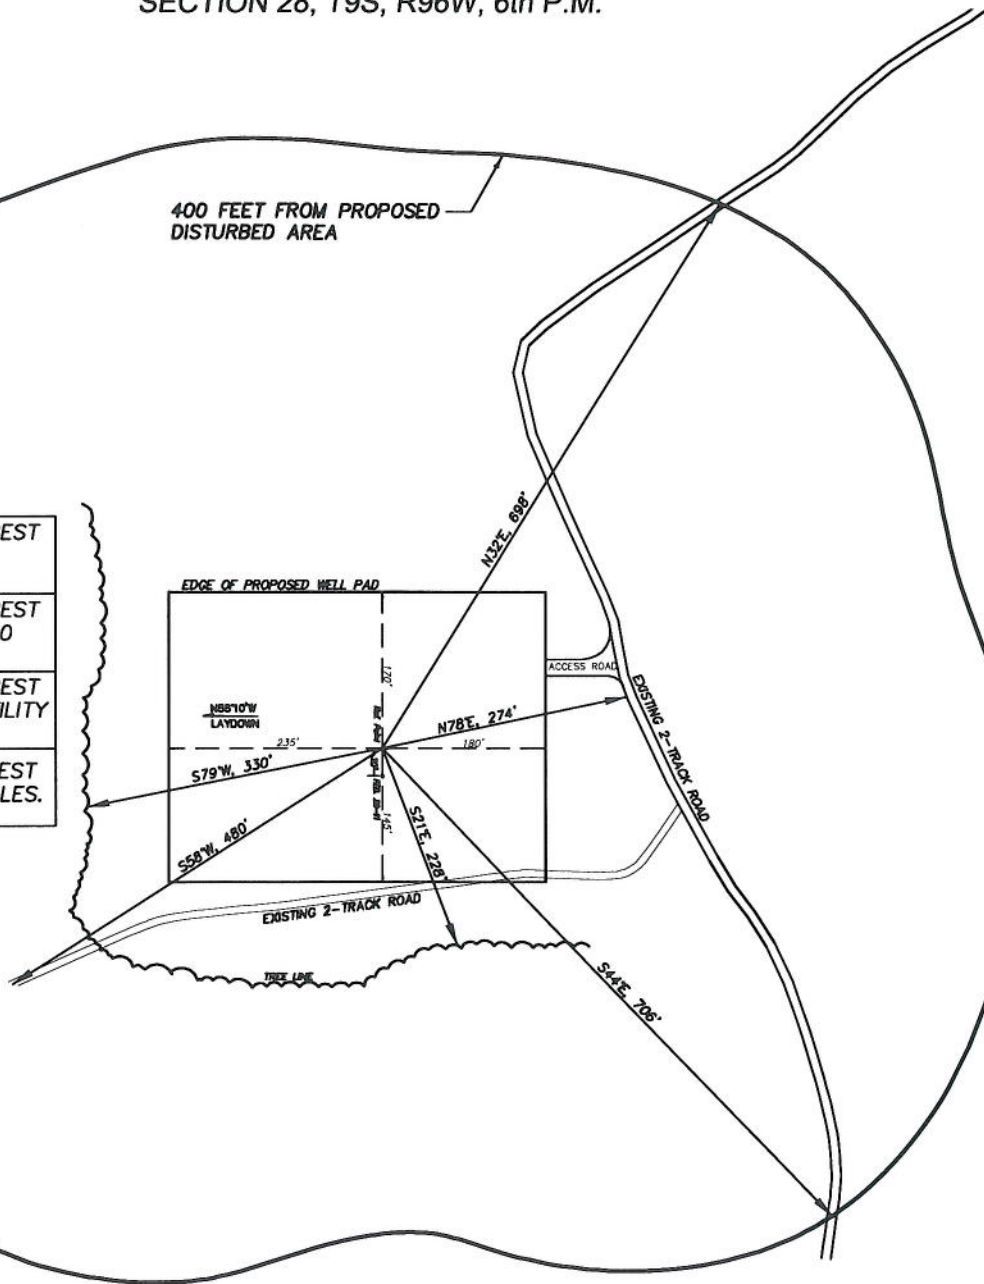 SECTION 28, T9S, R96W, 6th P.M.
400 FEET FROM PROPOSED
DISTURBED AREA
EST
EST
0
EST
ILITY
EST
LES.
EDGE OF PROPOSED WELL PAD
N32°E, 698'
170'
ACCESS ROAD
LAYDOWN
235'
N78°E, 274'
180'
EXISTING 2-TRACK ROAD
S79°W, 330'
145'
S21°E, 228'
S58°W, 480'
EXISTING 2-TRACK ROAD
TREE LINE
S44°E, 706'